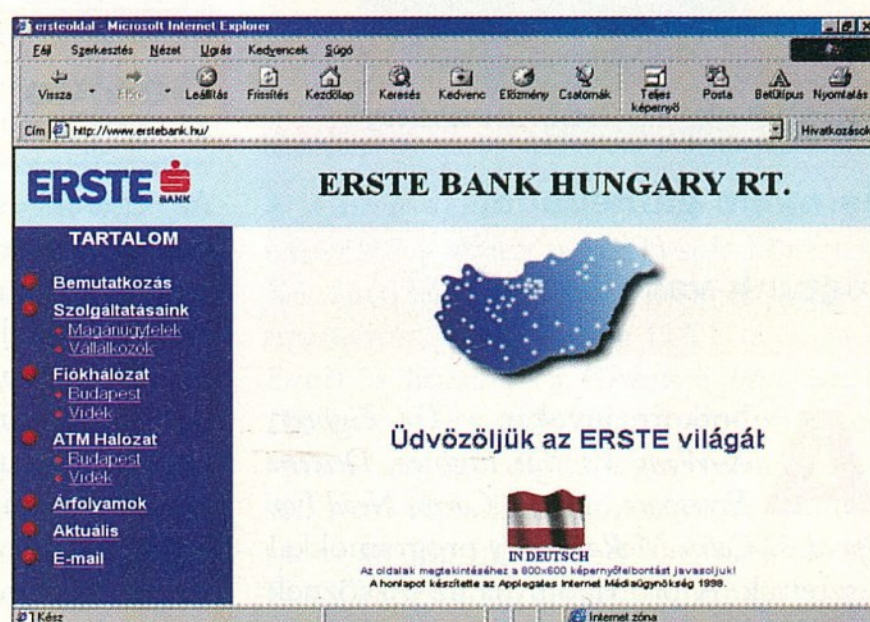 ersteoldal - Microsoft Internet Explorer
Fájl Szerkesztés Nézet Ugrás Kedvencek Súgó
Vissza Előre Leállítás Frissítés Kezdőlap Keresés Kedvenc Előzmény Csatornák Teljes képernyő Posta Betűtípus Nyomtatás
Cím http://www.erstebank.hu/ Hivatkozások
ERSTE BANK
ERSTE BANK HUNGARY RT.
TARTALOM
Bemutatkozás
Szolgáltatásaink
Magánügyfelek
Vállalkozók
Fiókhálózat
Budapest
Vidék
ATM Hálózat
Budapest
Vidék
Árfolyamok
Aktuális
E-mail
Üdvözöljük az ERSTE világát
IN DEUTSCH
Az oldalak megtekintéséhez a 800x600 képernyőfelbontást javasoljuk!
A honlapot készítette az Applegates Internet Médiaügynökség 1998.
Kész Internet zóna